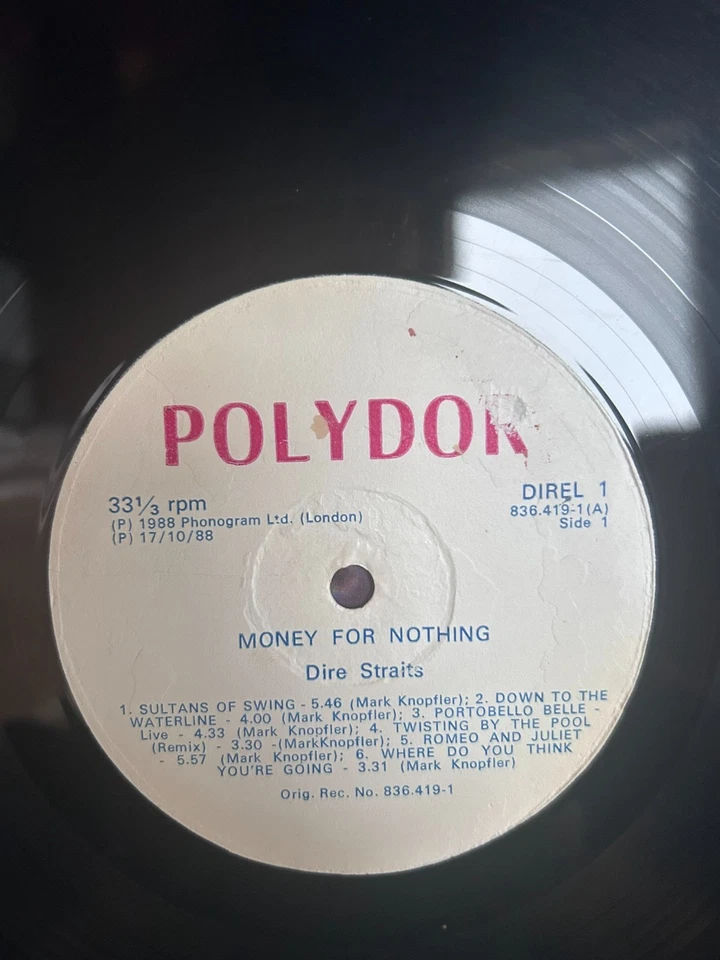 POLYDOR
33⅓ rpm
(P) 1988 Phonogram Ltd. (London)
(P) 17/10/88
DIREL 1
836.419-1(A)
Side 1
MONEY FOR NOTHING
Dire Straits
1. SULTANS OF SWING - 5.46 (Mark Knopfler); 2. DOWN TO THE
WATERLINE - 4.00 (Mark Knopfler); 3. PORTOBELLO BELLE -
Live - 4.33 (Mark Knopfler); 4. TWISTING BY THE POOL
(Remix) - 3.30 -(MarkKnopfler); 5. ROMEO AND JULIET
- 5.57 (Mark Knopfler); 6. WHERE DO YOU THINK
YOU'RE GOING - 3.31 (Mark Knopfler)
Orig. Rec. No. 836.419-1